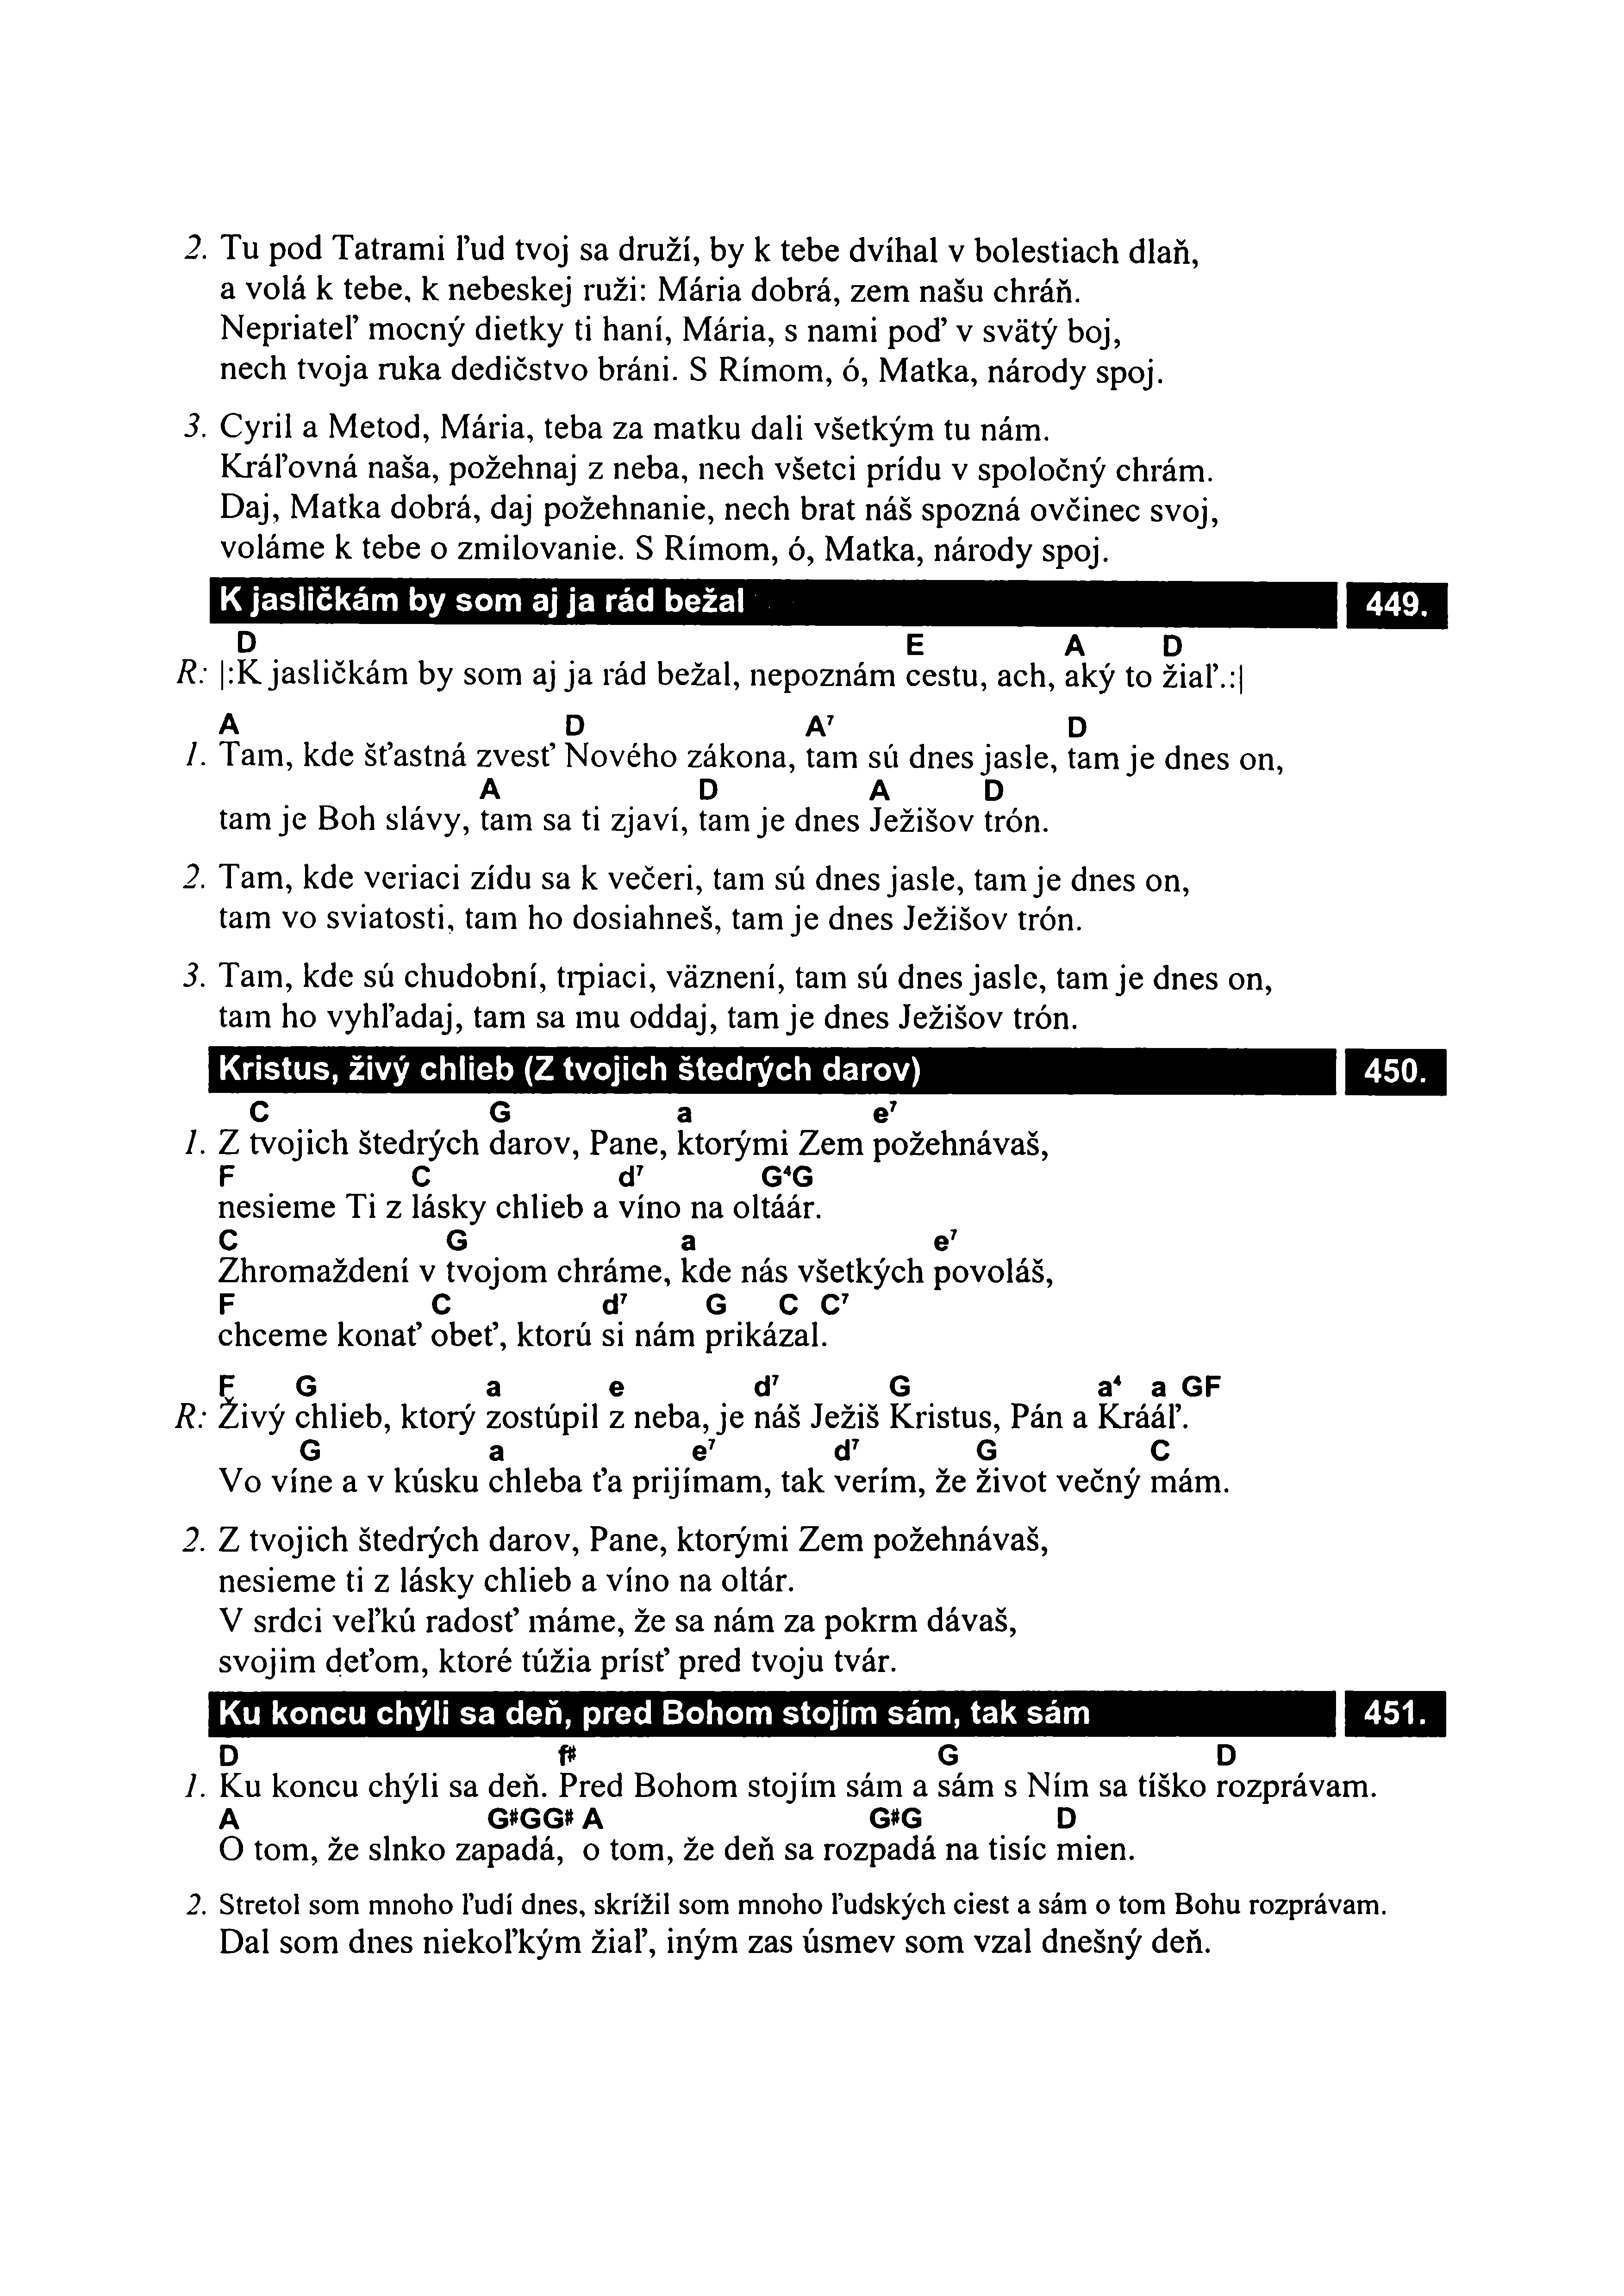 2. Tu pod Tatrami ľud tvoj sa druží, by k tebe dvíhal v bolestiach dlaň,
a volá k tebe, k nebeskej ruži: Mária dobrá, zem našu chráň.
Nepriateľ mocný dietky ti haní, Mária, s nami poď v svätý boj,
nech tvoja ruka dedičstvo bráni. S Rímom, ó, Matka, národy spoj.
3. Cyril a Metod, Mária, teba za matku dali všetkým tu nám.
Kráľovná naša, požehnaj z neba, nech všetci prídu v spoločný chrám.
Daj, Matka dobrá, daj požehnanie, nech brat náš spozná ovčinec svoj,
voláme k tebe o zmilovanie. S Rímom, ó, Matka, národy spoj.
K jasličkám by som aj ja rád bežal 449.
D E A D
R: |:K jasličkám by som aj ja rád bežal, nepoznám cestu, ach, aký to žiaľ.:|
A D A⁷ D
1. Tam, kde šťastná zvesť Nového zákona, tam sú dnes jasle, tam je dnes on,
A D A D
tam je Boh slávy, tam sa ti zjaví, tam je dnes Ježišov trón.
2. Tam, kde veriaci zídu sa k večeri, tam sú dnes jasle, tam je dnes on,
tam vo sviatosti, tam ho dosiahneš, tam je dnes Ježišov trón.
3. Tam, kde sú chudobní, trpiaci, väznení, tam sú dnes jasle, tam je dnes on,
tam ho vyhľadaj, tam sa mu oddaj, tam je dnes Ježišov trón.
Kristus, živý chlieb (Z tvojich štedrých darov) 450.
C G a e⁷
1. Z tvojich štedrých darov, Pane, ktorými Zem požehnávaš,
F C d⁷ G⁴G
nesieme Ti z lásky chlieb a víno na oltáár.
C G a e⁷
Zhromaždení v tvojom chráme, kde nás všetkých povoláš,
F C d⁷ G C C⁷
chceme konať obeť, ktorú si nám prikázal.
F G a e d⁷ G a⁴ a GF
R: Živý chlieb, ktorý zostúpil z neba, je náš Ježiš Kristus, Pán a Krááľ.
G a e⁷ d⁷ G C
Vo víne a v kúsku chleba ťa prijímam, tak verím, že život večný mám.
2. Z tvojich štedrých darov, Pane, ktorými Zem požehnávaš,
nesieme ti z lásky chlieb a víno na oltár.
V srdci veľkú radosť máme, že sa nám za pokrm dávaš,
svojim deťom, ktoré túžia prísť pred tvoju tvár.
Ku koncu chýli sa deň, pred Bohom stojím sám, tak sám 451.
D f# G D
1. Ku koncu chýli sa deň. Pred Bohom stojím sám a sám s Ním sa tíško rozprávam.
A G#GG# A G#G D
O tom, že slnko zapadá, o tom, že deň sa rozpadá na tisíc mien.
2. Stretol som mnoho ľudí dnes, skrížil som mnoho ľudských ciest a sám o tom Bohu rozprávam.
Dal som dnes niekoľkým žiaľ, iným zas úsmev som vzal dnešný deň.